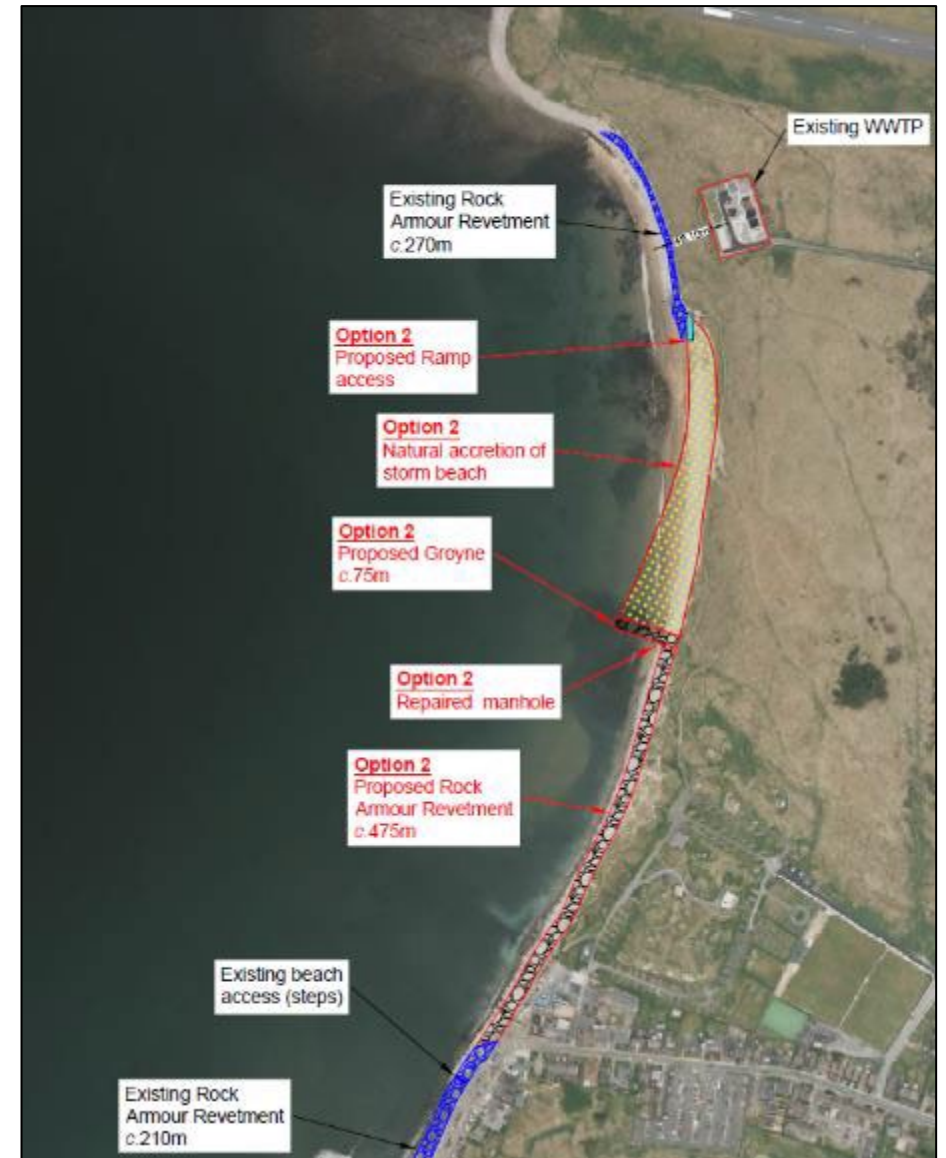 Existing WWTP
Existing Rock
Armour Revetment
c.270m
Option 2
Proposed Ramp
access
Option 2
Natural accretion of
storm beach
Option 2
Proposed Groyne
c.75m
Option 2
Repaired manhole
Option 2
Proposed Rock
Armour Revetment
c.475m
Existing beach
access (steps)
Existing Rock
Armour Revetment
c.210m